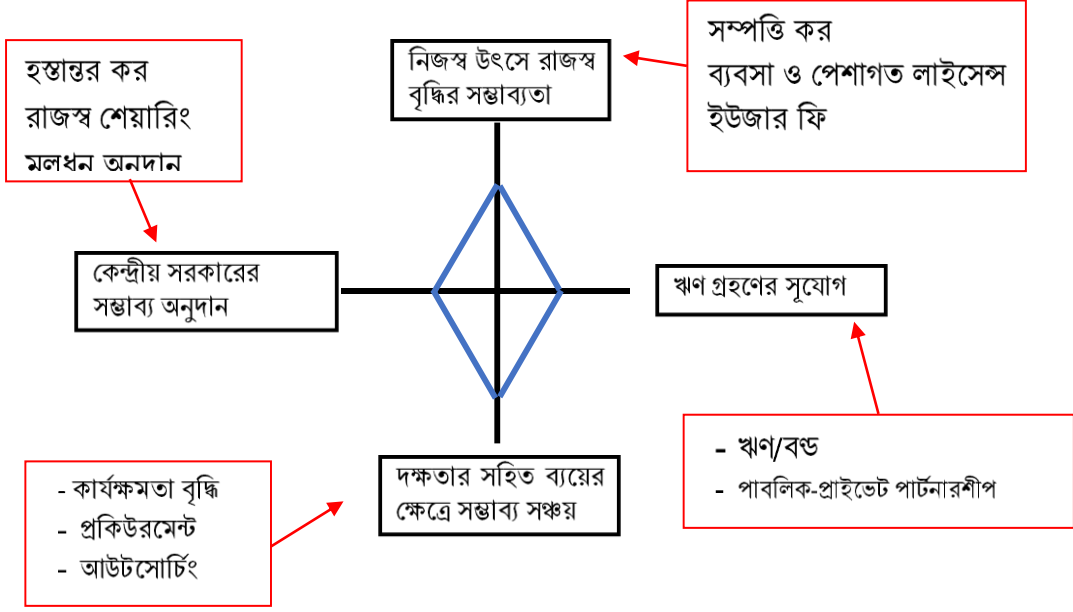 হস্তান্তর কর
রাজস্ব শেয়ারিং
মূলধন অনুদান
নিজস্ব উৎসে রাজস্ব
বৃদ্ধির সম্ভাব্যতা
সম্পত্তি কর
ব্যবসা ও পেশাগত লাইসেন্স
ইউজার ফি
কেন্দ্রীয় সরকারের
সম্ভাব্য অনুদান
ঋণ গ্রহণের সূযোগ
- কার্যক্ষমতা বৃদ্ধি
- প্রকিউরমেন্ট
- আউটসোর্চিং
দক্ষতার সহিত ব্যয়ের
ক্ষেত্রে সম্ভাব্য সঞ্চয়
- ঋণ/বন্ড
- পাবলিক-প্রাইভেট পার্টনারশীপ